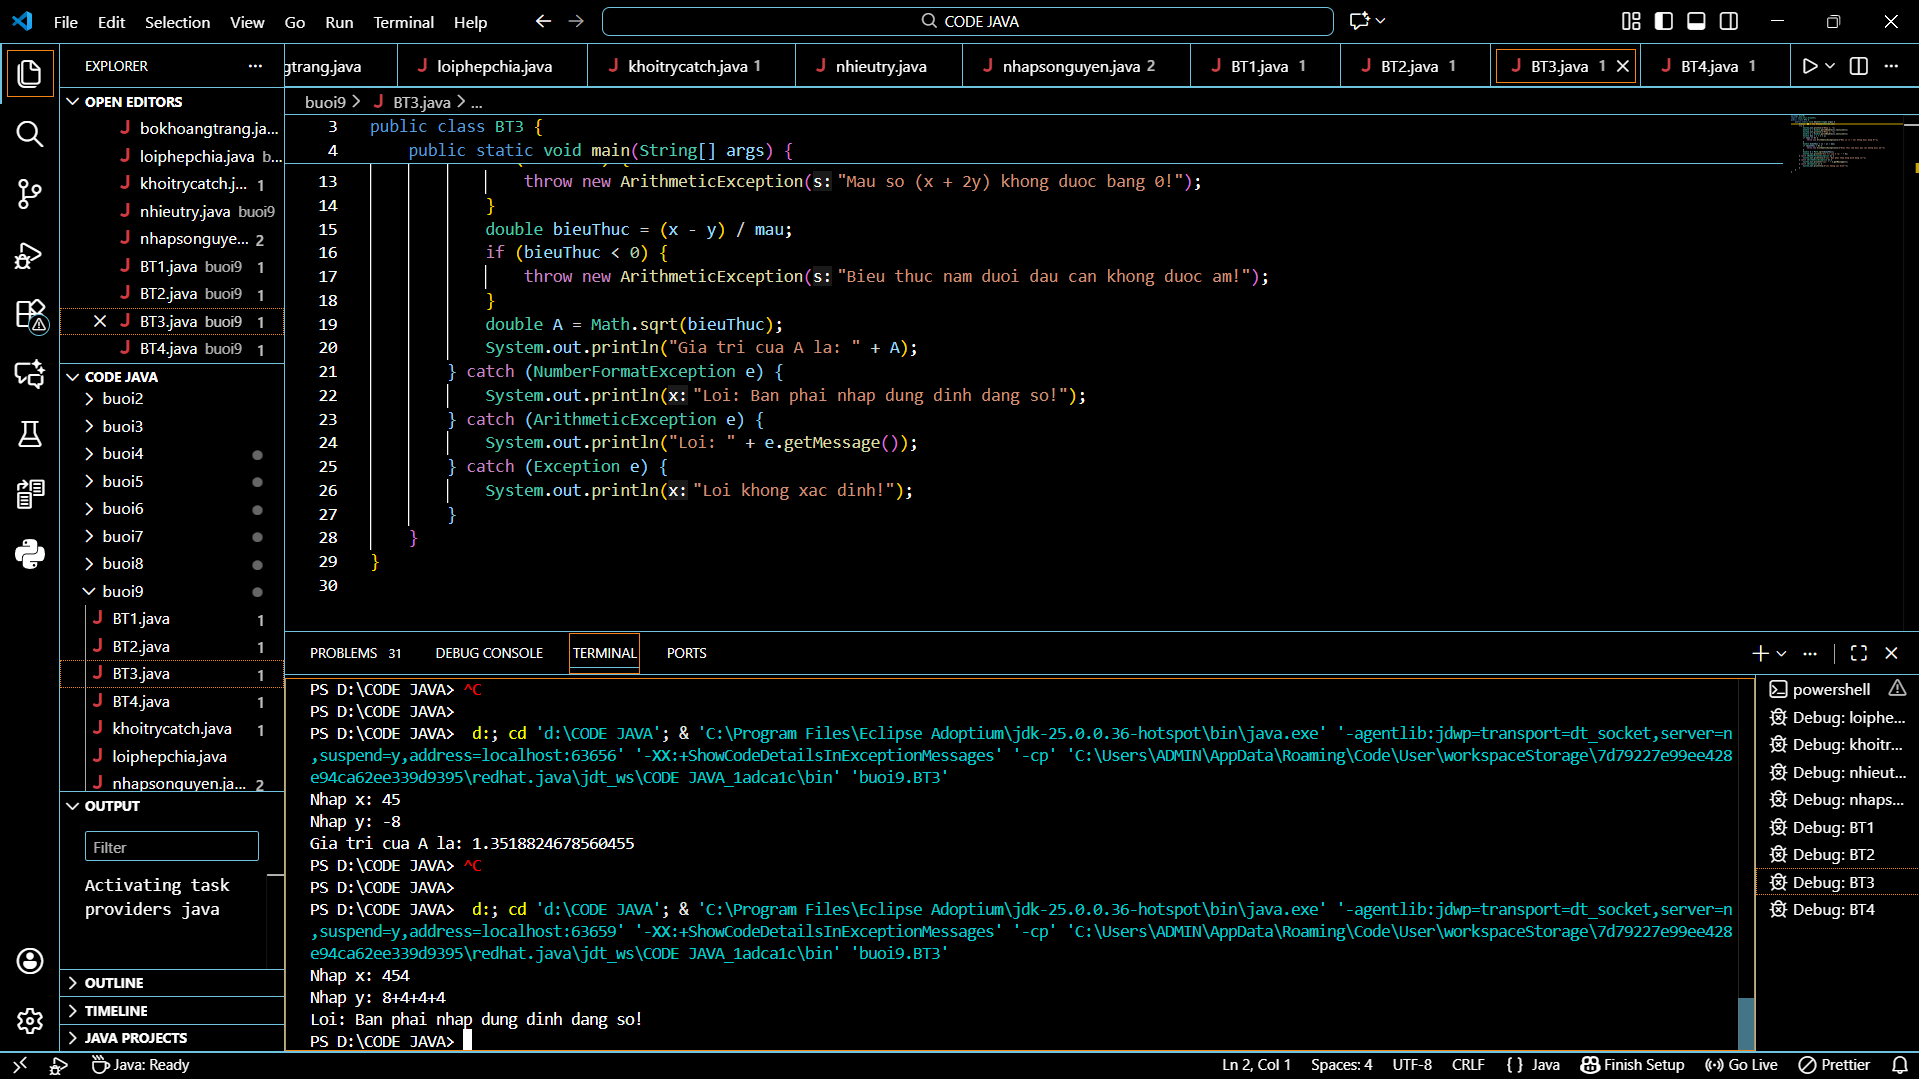 File Edit Selection View Go Run Terminal Help
CODE JAVA
EXPLORER
OPEN EDITORS
bokhoangtrang.ja...
loiphepchia.java b...
khoitrycatch.j... 1
nhieutry.java buoi9
nhapsonguye... 2
BT1.java buoi9 1
BT2.java buoi9 1
BT3.java buoi9 1
BT4.java buoi9 1
CODE JAVA
buoi2
buoi3
buoi4
buoi5
buoi6
buoi7
buoi8
buoi9
BT1.java 1
BT2.java 1
BT3.java 1
BT4.java 1
khoitrycatch.java 1
loiphepchia.java
nhapsonguyen.ja... 2
OUTPUT
Filter
Activating task
providers java
OUTLINE
TIMELINE
JAVA PROJECTS
gtrang.java loiphepchia.java khoitrycatch.java 1 nhieutry.java nhapsonguyen.java 2 BT1.java 1 BT2.java 1 BT3.java 1 BT4.java 1
buoi9 > BT3.java > ...
3 public class BT3 {
4 public static void main(String[] args) {
13 throw new ArithmeticException(s: "Mau so (x + 2y) khong duoc bang 0!");
14 }
15 double bieuThuc = (x - y) / mau;
16 if (bieuThuc < 0) {
17 throw new ArithmeticException(s: "Bieu thuc nam duoi dau can khong duoc am!");
18 }
19 double A = Math.sqrt(bieuThuc);
20 System.out.println("Gia tri cua A la: " + A);
21 } catch (NumberFormatException e) {
22 System.out.println(x: "Loi: Ban phai nhap dung dinh dang so!");
23 } catch (ArithmeticException e) {
24 System.out.println("Loi: " + e.getMessage());
25 } catch (Exception e) {
26 System.out.println(x: "Loi khong xac dinh!");
27 }
28 }
29 }
30
PROBLEMS 31 DEBUG CONSOLE TERMINAL PORTS
PS D:\CODE JAVA> ^C
PS D:\CODE JAVA>
PS D:\CODE JAVA> d:; cd 'd:\CODE JAVA'; & 'C:\Program Files\Eclipse Adoptium\jdk-25.0.0.36-hotspot\bin\java.exe' '-agentlib:jdwp=transport=dt_socket,server=n
,suspend=y,address=localhost:63656' '-XX:+ShowCodeDetailsInExceptionMessages' '-cp' 'C:\Users\ADMIN\AppData\Roaming\Code\User\workspaceStorage\7d79227e99ee428
e94ca62ee339d9395\redhat.java\jdt_ws\CODE JAVA_1adca1c\bin' 'buoi9.BT3'
Nhap x: 45
Nhap y: -8
Gia tri cua A la: 1.3518824678560455
PS D:\CODE JAVA> ^C
PS D:\CODE JAVA>
PS D:\CODE JAVA> d:; cd 'd:\CODE JAVA'; & 'C:\Program Files\Eclipse Adoptium\jdk-25.0.0.36-hotspot\bin\java.exe' '-agentlib:jdwp=transport=dt_socket,server=n
,suspend=y,address=localhost:63659' '-XX:+ShowCodeDetailsInExceptionMessages' '-cp' 'C:\Users\ADMIN\AppData\Roaming\Code\User\workspaceStorage\7d79227e99ee428
e94ca62ee339d9395\redhat.java\jdt_ws\CODE JAVA_1adca1c\bin' 'buoi9.BT3'
Nhap x: 454
Nhap y: 8+4+4+4
Loi: Ban phai nhap dung dinh dang so!
PS D:\CODE JAVA>
powershell
Debug: loiphe...
Debug: khoitr...
Debug: nhieut...
Debug: nhaps...
Debug: BT1
Debug: BT2
Debug: BT3
Debug: BT4
Java: Ready
Ln 2, Col 1 Spaces: 4 UTF-8 CRLF {} Java Finish Setup Go Live Prettier